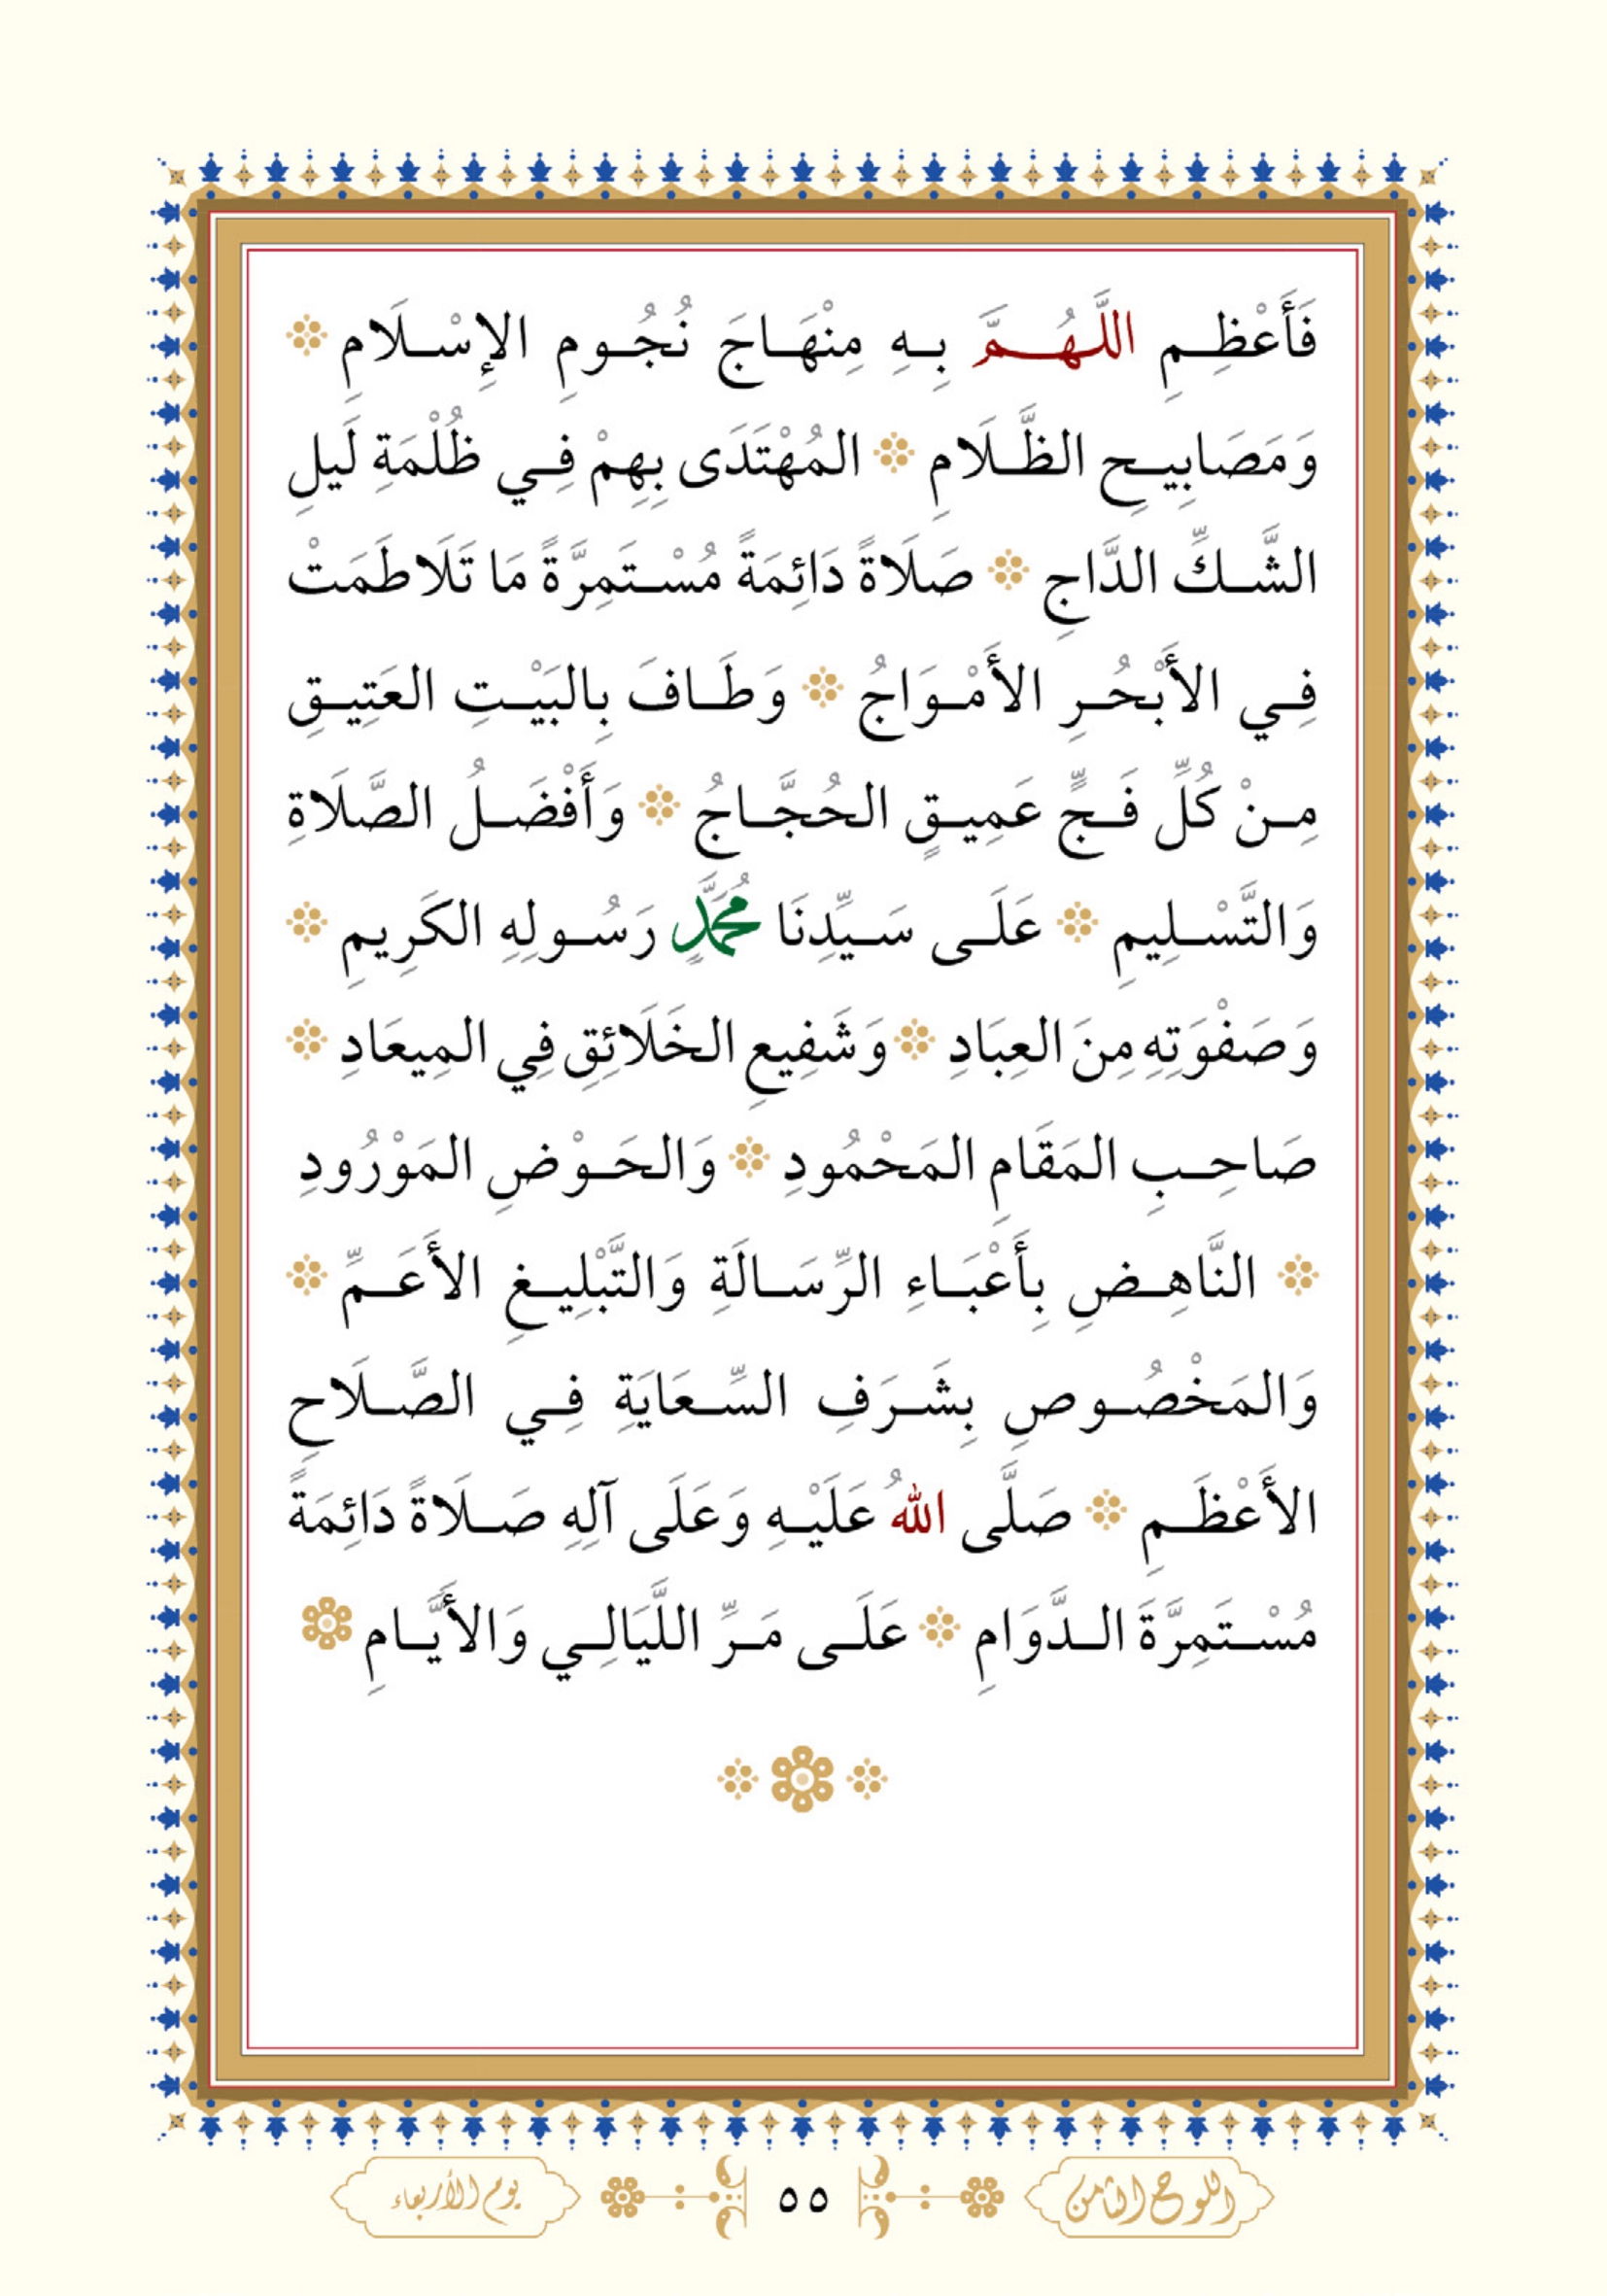 فَأَعْظِمِ اللَّهُمَّ بِهِ مِنْهَاجَ نُجُومِ الإِسْلَامِ
وَمَصَابِيحِ الظَّلَامِ المُهْتَدَى بِهِمْ فِي ظُلْمَةِ لَيلِ
الشَّكِّ الدَّاجِ صَلَاةً دَائِمَةً مُسْتَمِرَّةً مَا تَلَاطَمَتْ
فِي الأَبْحُرِ الأَمْوَاجُ وَطَافَ بِالبَيْتِ العَتِيقِ
مِنْ كُلِّ فَجٍّ عَمِيقٍ الحُجَّاجُ وَأَفْضَلُ الصَّلَاةِ
وَالتَّسْلِيمِ عَلَى سَيِّدِنَا مُحَمَّدٍ رَسُولِهِ الكَرِيمِ
وَصَفْوَتِهِ مِنَ العِبَادِ وَشَفِيعِ الخَلَائِقِ فِي المِيعَادِ
صَاحِبِ المَقَامِ المَحْمُودِ وَالحَوْضِ المَوْرُودِ
النَّاهِضِ بِأَعْبَاءِ الرِّسَالَةِ وَالتَّبْلِيغِ الأَعَمِّ
وَالمَخْصُوصِ بِشَرَفِ السِّعَايَةِ فِي الصَّلَاحِ
الأَعْظَمِ صَلَّى اللهُ عَلَيْهِ وَعَلَى آلِهِ صَلَاةً دَائِمَةً
مُسْتَمِرَّةَ الدَّوَامِ عَلَى مَرِّ اللَّيَالِي وَالأَيَّامِ
اللوح الثامن ٥٥ يوم الأربعاء